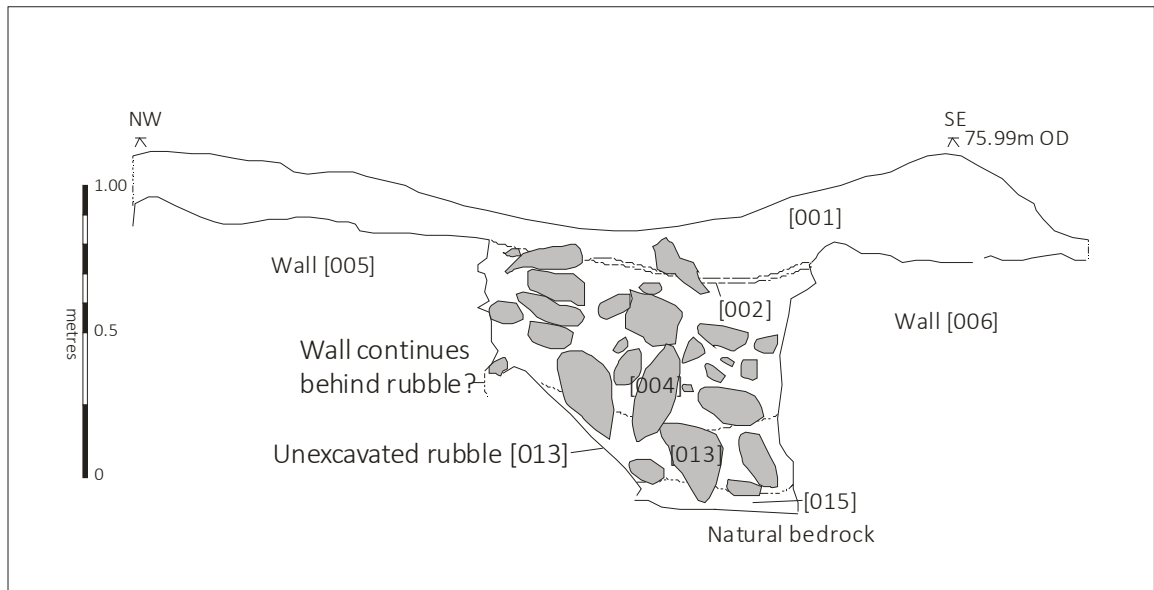 NW
SE
75.99m OD
1.00
[001]
Wall [005]
[002]
0.5
Wall [006]
metres
Wall continues
behind rubble?
[004]
Unexcavated rubble [013]
[013]
0
[015]
Natural bedrock